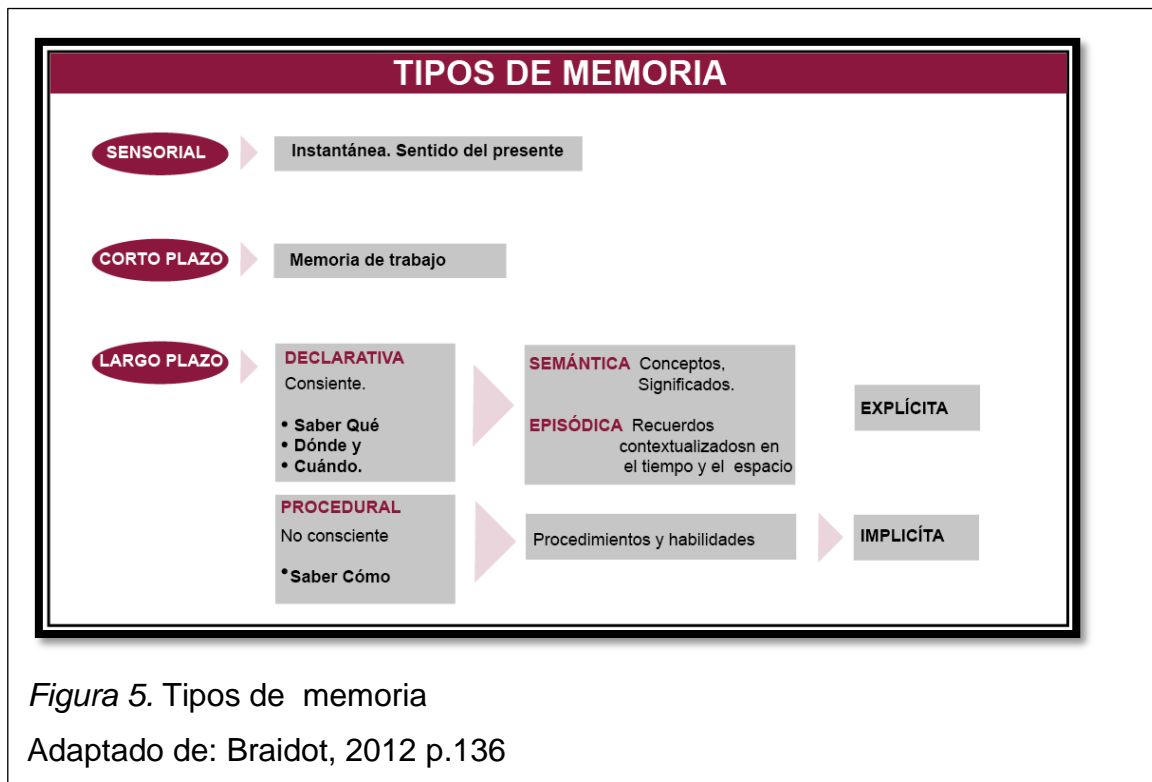 TIPOS DE MEMORIA
SENSORIAL
Instantánea. Sentido del presente
CORTO PLAZO
Memoria de trabajo
LARGO PLAZO
DECLARATIVA
Consiente.
• Saber Qué
• Dónde y
• Cuándo.
SEMÁNTICA Conceptos,
Significados.
EPISÓDICA Recuerdos
contextualizadosn en
el tiempo y el espacio
EXPLÍCITA
PROCEDURAL
No consciente
•Saber Cómo
Procedimientos y habilidades
IMPLICÍTA
Figura 5. Tipos de memoria
Adaptado de: Braidot, 2012 p.136